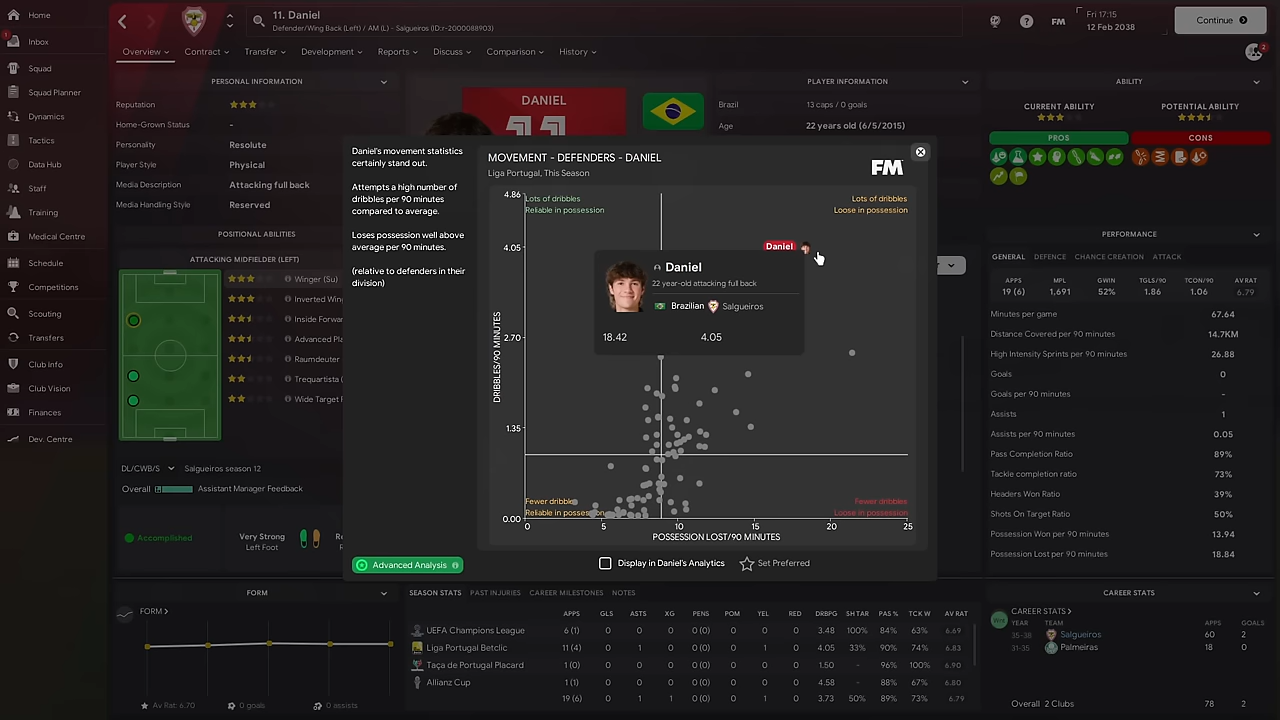 Home
Inbox
Squad
Squad Planner
Dynamics
Tactics
Data Hub
Staff
Training
Medical Centre
Schedule
Competitions
Scouting
Transfers
Club Info
Club Vision
Finances
Dev. Centre
11. Daniel
Defender/Wing Back (Left) / AM (L) - Salgueiros (ID:r-2000088903)
FM
Fri 17:15
12 Feb 2038
Continue
Overview
Contract
Transfer
Development
Reports
Discuss
Comparison
History
2
PERSONAL INFORMATION
Reputation
Home-Grown Status -
Personality Resolute
Player Style Physical
Media Description Attacking full back
Media Handling Style Reserved
DANIEL
11
PLAYER INFORMATION
Brazil 13 caps / 0 goals
Age 22 years old (6/5/2015)
ABILITY
CURRENT ABILITY
POTENTIAL ABILITY
PROS
CONS
POSITIONAL ABILITIES
ATTACKING MIDFIELDER (LEFT)
Winger (Su)
Inverted Wing
Inside Forwa
Advanced Pla
Raumdeuter
Trequartista (
Wide Target F
DL/CWB/S
Salgueiros season 12
Overall
Assistant Manager Feedback
Accomplished
Very Strong
Left Foot
Daniel's movement statistics
certainly stand out.
Attempts a high number of
dribbles per 90 minutes
compared to average.
Loses possession well above
average per 90 minutes.
(relative to defenders in their
division)
Advanced Analysis
MOVEMENT - DEFENDERS - DANIEL
Liga Portugal, This Season
FM
4.86
4.05
2.70
1.35
0.00
DRIBBLES/90 MINUTES
Lots of dribbles
Reliable in possession
Lots of dribbles
Loose in possession
Daniel
Daniel
22 year-old attacking full back
Brazilian Salgueiros
18.42 4.05
Fewer dribbles
Reliable in possession
Fewer dribbles
Loose in possession
0 5 10 15 20 25
POSSESSION LOST/90 MINUTES
Display in Daniel's Analytics
Set Preferred
PERFORMANCE
GENERAL DEFENCE CHANCE CREATION ATTACK
APPS MPL GWIN TGLS/90 TCON/90 AV RAT
19 (6) 1,691 52% 1.86 1.06 6.79
Minutes per game 67.64
Distance Covered per 90 minutes 14.7KM
High Intensity Sprints per 90 minutes 26.88
Goals 0
Goals per 90 minutes -
Assists 1
Assists per 90 minutes 0.05
Pass Completion Ratio 89%
Tackle completion ratio 73%
Headers Won Ratio 39%
Shots On Target Ratio 50%
Possession Won per 90 minutes 13.94
Possession Lost per 90 minutes 18.84
FORM
FORM >
Av Rat: 6.70
0 goals
0 assists
SEASON STATS PAST INJURIES CAREER MILESTONES NOTES
APPS GLS ASTS XG PENS POM YEL RED DRBPG SH TAR PAS % TCK W AV RAT
UEFA Champions League 6 (1) 0 0 0 0 (0) 0 0 0 3.48 100% 84% 63% 6.69
Liga Portugal Betclic 11 (4) 0 1 0 0 (0) 0 1 0 4.05 33% 90% 74% 6.83
Taça de Portugal Placard 1 (0) 0 0 0 0 (0) 0 0 0 1.50 - 96% 100% 6.90
Allianz Cup 1 (1) 0 0 0 0 (0) 0 0 0 4.58 - 88% 67% 6.80
19 (6) 0 1 1 0 (0) 0 1 0 3.73 50% 89% 73% 6.79
CAREER STATS
CAREER STATS >
YEAR TEAM APPS GOALS
35-38 Salgueiros 60 2
31-35 Palmeiras 18 0
Overall 2 Clubs 78 2